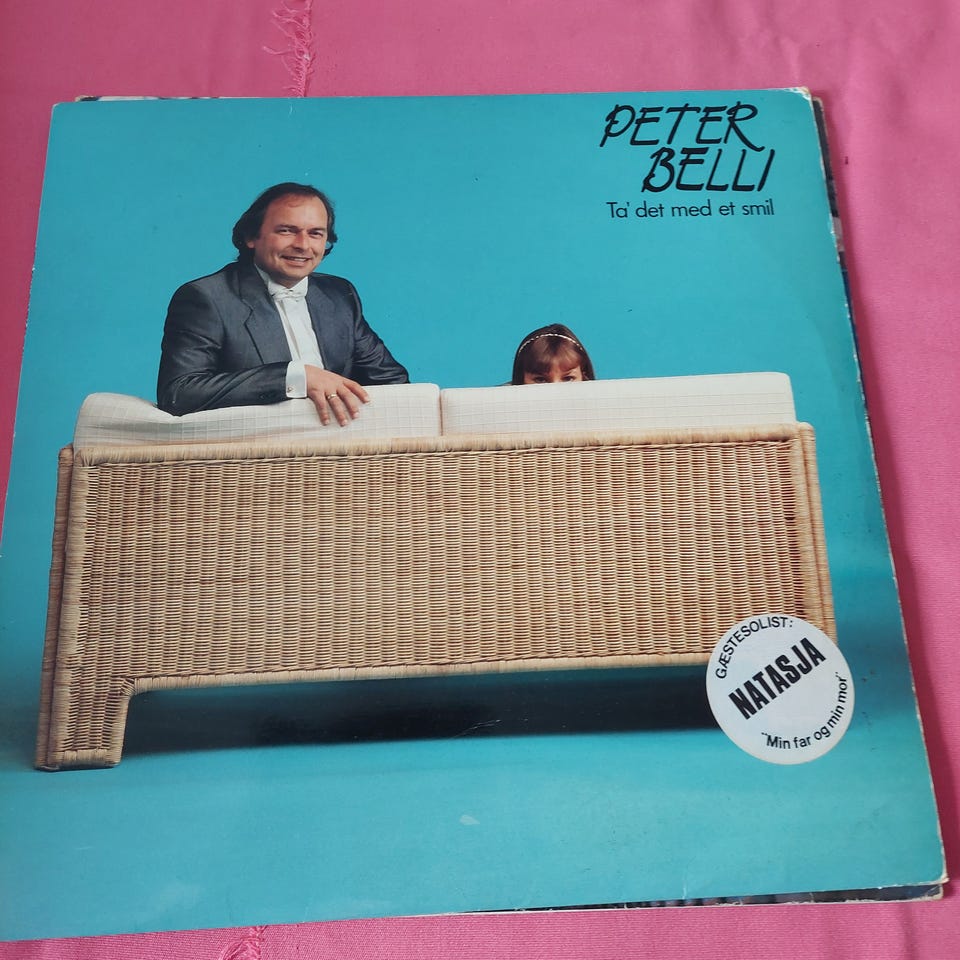 PETER
BELLI
Ta' det med et smil
GÆSTESOLIST:
NATASJA
"Min far og min mor"